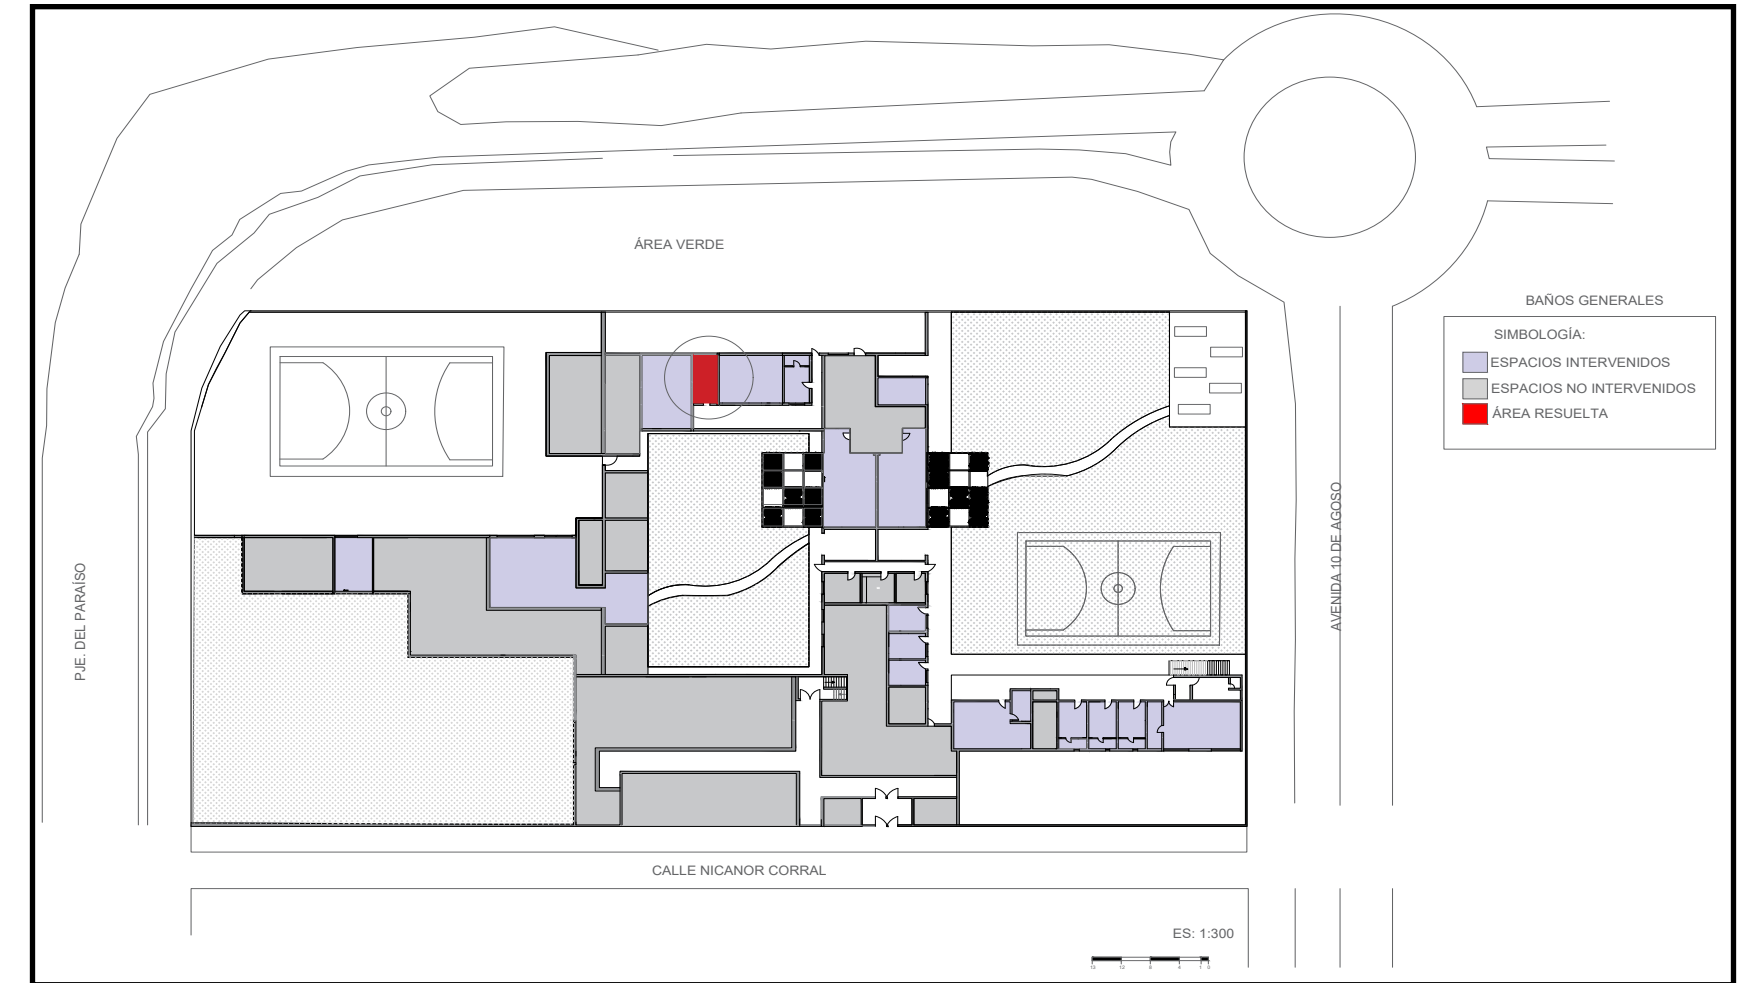 ÁREA VERDE
BAÑOS GENERALES
SIMBOLOGÍA:
ESPACIOS INTERVENIDOS
ESPACIOS NO INTERVENIDOS
ÁREA RESUELTA
AVENIDA 10 DE AGOSO
PJE. DEL PARAÍSO
CALLE NICANOR CORRAL
ES: 1:300